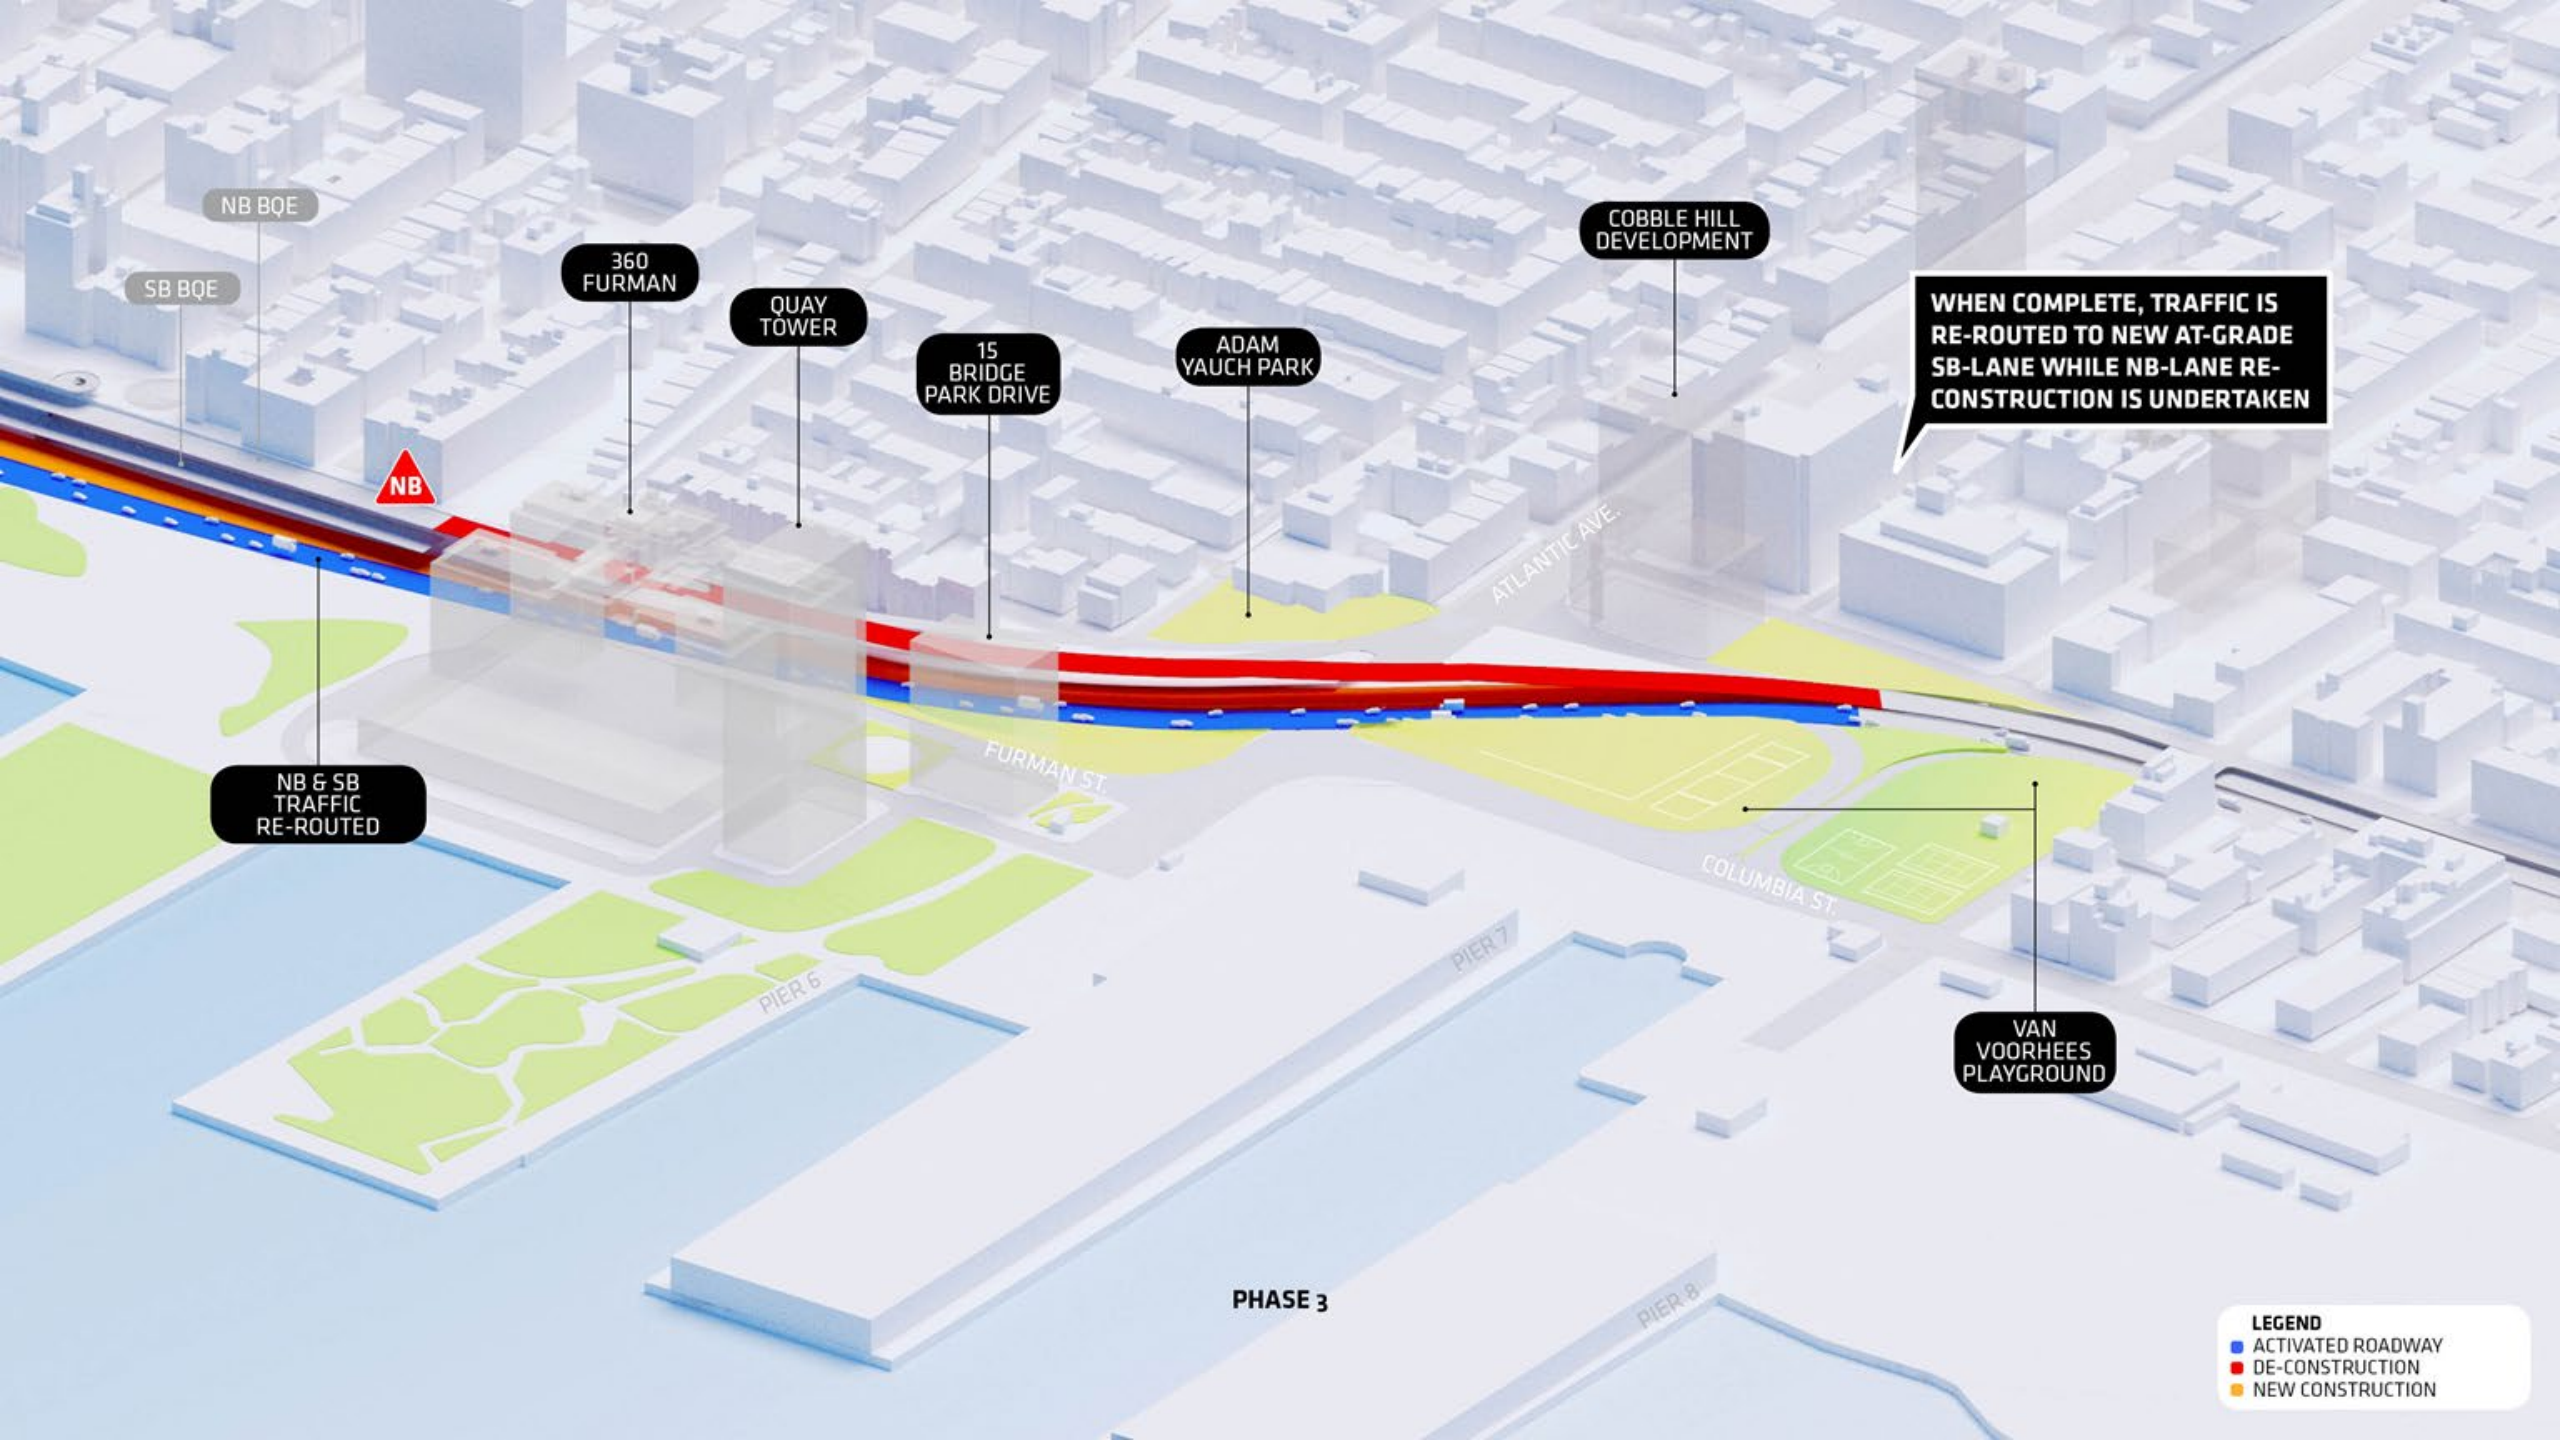 NB BQE
SB BQE
360
FURMAN
QUAY
TOWER
15
BRIDGE
PARK DRIVE
ADAM
YAUCH PARK
COBBLE HILL
DEVELOPMENT
WHEN COMPLETE, TRAFFIC IS
RE-ROUTED TO NEW AT-GRADE
SB-LANE WHILE NB-LANE RE-
CONSTRUCTION IS UNDERTAKEN
NB
ATLANTIC AVE.
FURMAN ST.
NB & SB
TRAFFIC
RE-ROUTED
COLUMBIA ST.
PIER 7
PIER 6
VAN
VOORHEES
PLAYGROUND
PHASE 3
PIER 8
LEGEND
ACTIVATED ROADWAY
DE-CONSTRUCTION
NEW CONSTRUCTION